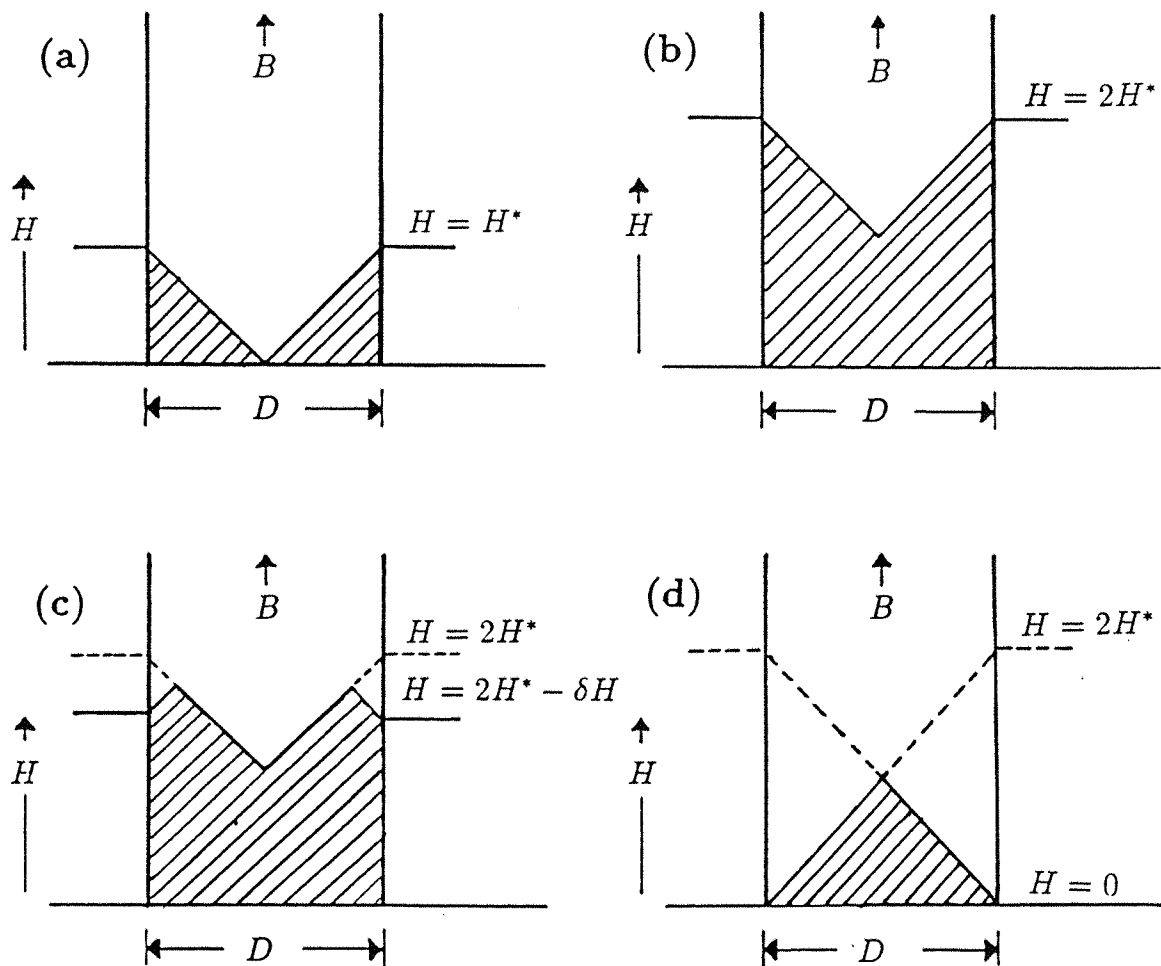 (a)
B
H
H = H*
D
(b)
B
H = 2H*
H
D
(c)
B
H = 2H*
H = 2H* − δH
H
D
(d)
B
H = 2H*
H
H = 0
D